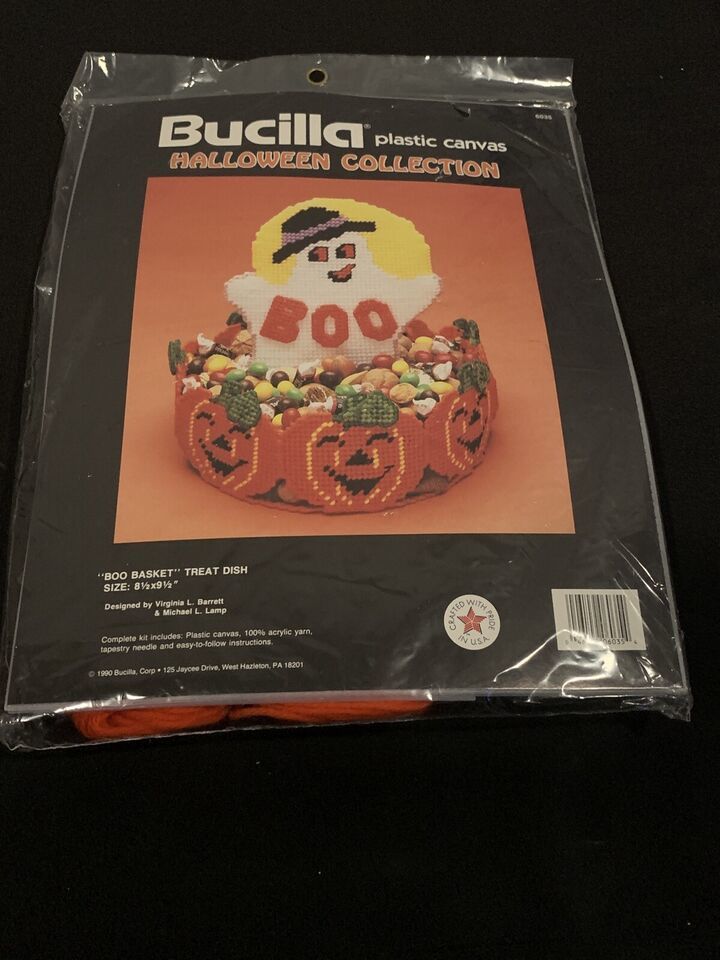 6035
Bucilla® plastic canvas
HALLOWEEN COLLECTION
BOO
"BOO BASKET" TREAT DISH
SIZE: 8½x9½"
Designed by Virginia L. Barrett
& Michael L. Lamp
CRAFTED WITH PRIDE
IN U.S.A.
Complete kit includes: Plastic canvas, 100% acrylic yarn,
tapestry needle and easy-to-follow instructions.
© 1990 Bucilla, Corp • 125 Jaycee Drive, West Hazleton, PA 18201